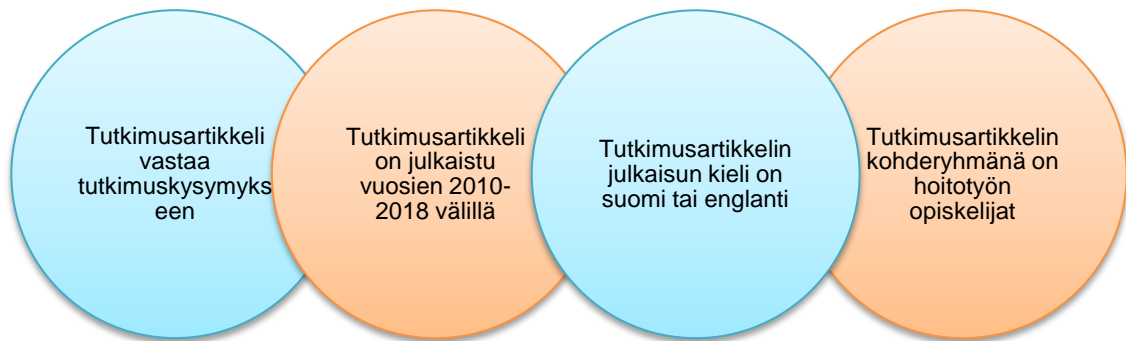 Tutkimusartikkeli
vastaa
tutkimuskysymyks
een
Tutkimusartikkeli
on julkaistu
vuosien 2010-
2018 välillä
Tutkimusartikkelin
julkaisun kieli on
suomi tai englanti
Tutkimusartikkelin
kohderyhmänä on
hoitotyön
opiskelijat